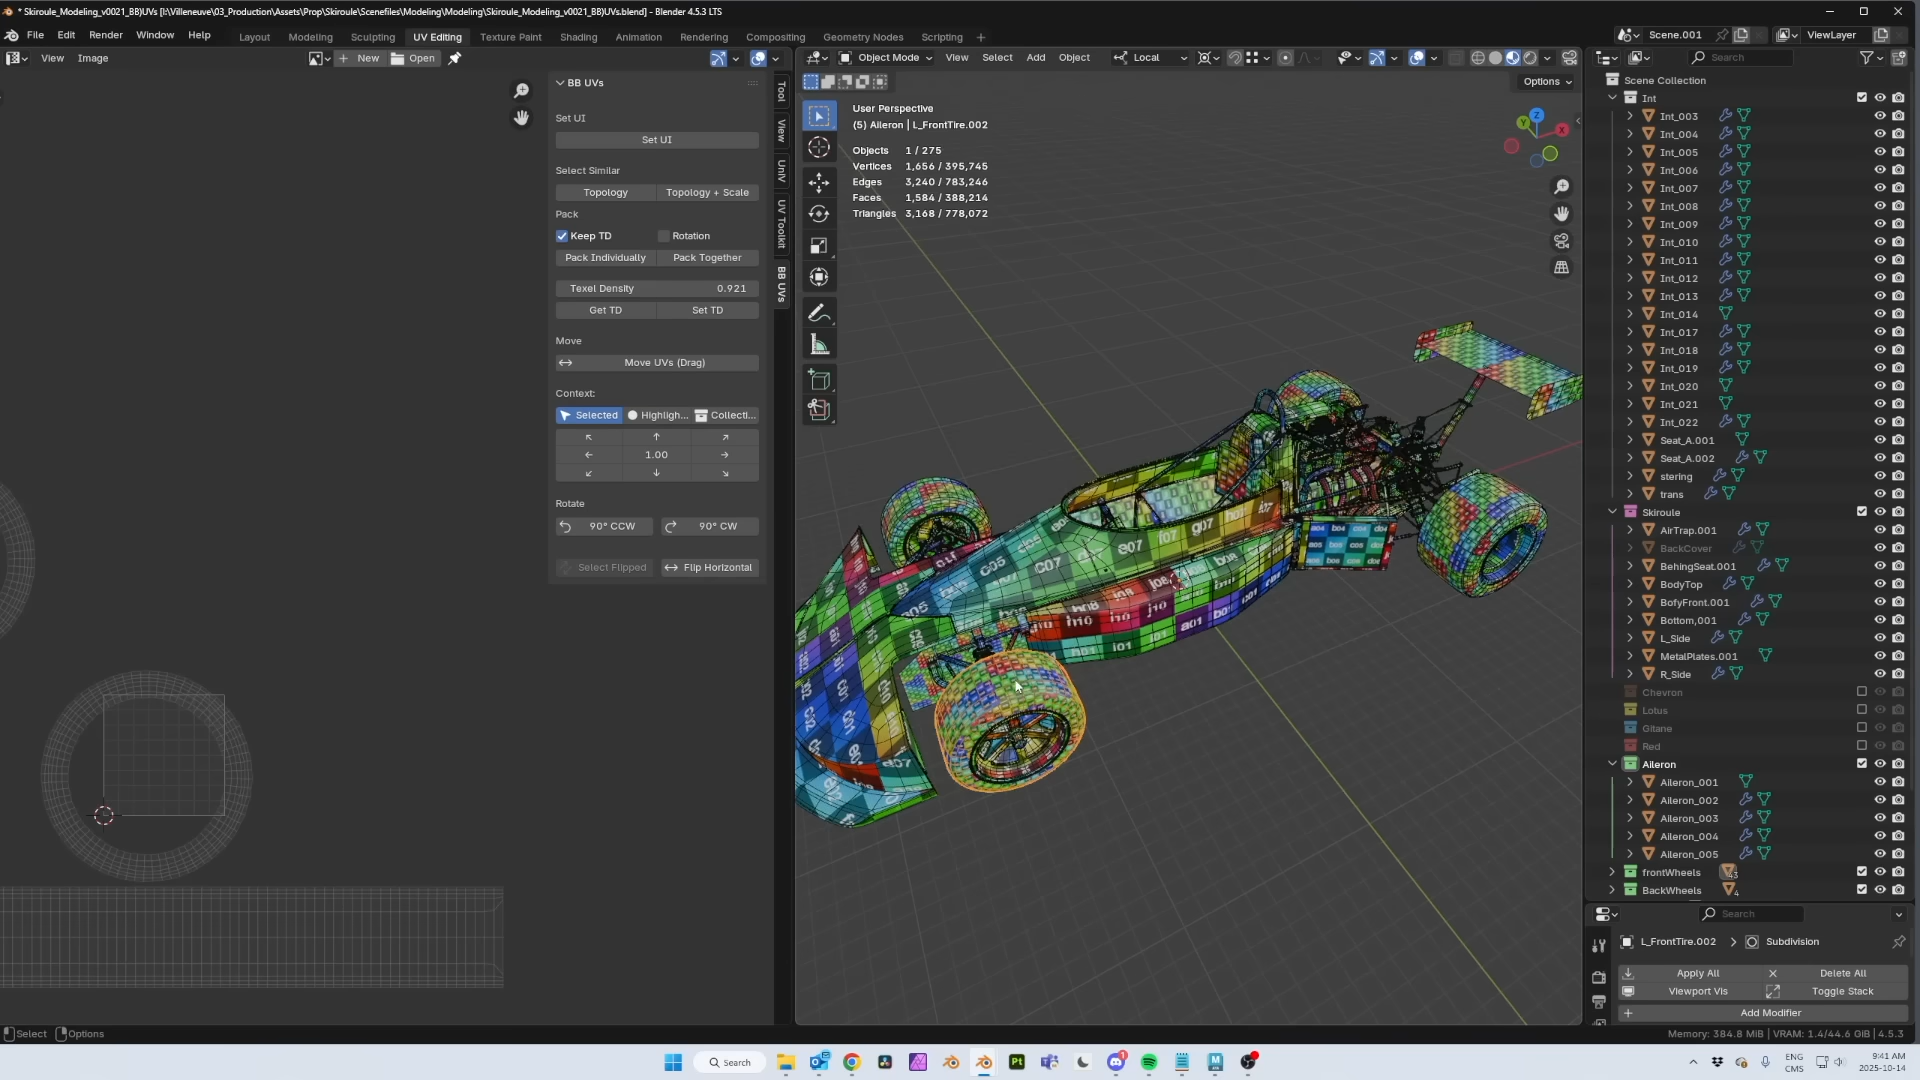 * Skiroule_Modeling_v0021_BB)UVs [I:\Villeneuve\03_Production\Assets\Prop\Skiroule\Scenefiles\Modeling\Modeling\Skiroule_Modeling_v0021_BB)UVs.blend] - Blender 4.5.3 LTS
File Edit Render Window Help
Layout Modeling Sculpting UV Editing Texture Paint Shading Animation Rendering Compositing Geometry Nodes Scripting +
Scene.001 ViewLayer
View Image
New Open
Object Mode View Select Add Object Local
Search
Options
BB UVs
Set UI
Set UI
Select Similar
Topology Topology + Scale
Pack
Keep TD Rotation
Pack Individually Pack Together
Texel Density 0.921
Get TD Set TD
Move
Move UVs (Drag)
Context:
Selected Highligh... Collecti...
1.00
Rotate
90° CCW 90° CW
Select Flipped Flip Horizontal
Tool
View
UniV
UV Toolkit
BB UVs
User Perspective
(5) Aileron | L_FrontTire.002
Objects 1 / 275
Vertices 1,656 / 395,745
Edges 3,240 / 783,246
Faces 1,584 / 388,214
Triangles 3,168 / 778,072
Z
Y
X
Scene Collection
Int
Int_003
Int_004
Int_005
Int_006
Int_007
Int_008
Int_009
Int_010
Int_011
Int_012
Int_013
Int_014
Int_017
Int_018
Int_019
Int_020
Int_021
Int_022
Seat_A.001
Seat_A.002
stering
trans
Skiroule
AirTrap.001
BackCover
BehingSeat.001
BodyTop
BofyFront.001
Bottom,001
L_Side
MetalPlates.001
R_Side
Chevron
Lotus
Gitane
Red
Aileron
Aileron_001
Aileron_002
Aileron_003
Aileron_004
Aileron_005
frontWheels 43
BackWheels 4
Search
L_FrontTire.002 > Subdivision
Apply All Delete All
Viewport Vis Toggle Stack
Add Modifier
Select Options
Memory: 384.8 MiB | VRAM: 1.4/44.6 GiB | 4.5.3
Search
ENG
CMS
9:41 AM
2025-10-14